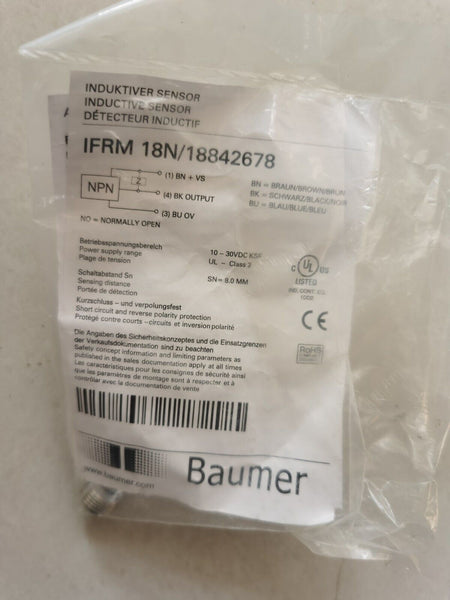 INDUKTIVER SENSOR
INDUCTIVE SENSOR
DÉTECTEUR INDUCTIF
IFRM 18N/18842678
(1) BN + VS
Z
NPN
(4) BK OUTPUT
(3) BU 0V
BN = BRAUN/BROWN/BRUN
BK = SCHWARZ/BLACK/NOIR
BU = BLAU/BLUE/BLEU
NO = NORMALLY OPEN
Betriebsspannungsbereich
Power supply range
Plage de tension
10 – 30VDC
UL – Class 2
Schaltabstand Sn
Sensing distance
Portée de détection
SN = 8.0 MM
C UL US
LISTED
IND. CONT. EQ.
Kurzschluss - und verpolungsfest
Short circuit and reverse polarity protection
Protégé contre courts -circuits et inversion polarité
CE
Die Angaben des Sicherheitskonzeptes und die Einsatzgrenzen
der Verkaufsdokumentation sind zu beachten
Safety concept information and limiting parameters as
published in the sales documentation apply at all times
Les caractéristiques pour les consignes de sécurité ainsi
que les paramètres de montage sont à respecter et à
contrôler avec la documentation de vente
RoHS
www.baumer.com
Baumer